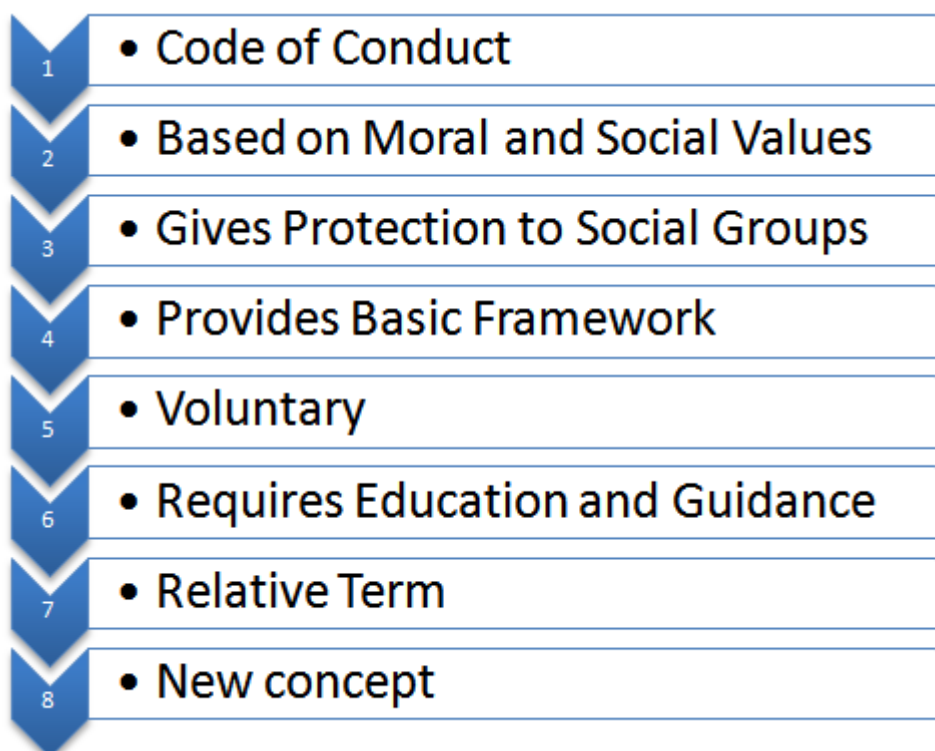 1 • Code of Conduct
2 • Based on Moral and Social Values
3 • Gives Protection to Social Groups
4 • Provides Basic Framework
5 • Voluntary
6 • Requires Education and Guidance
7 • Relative Term
8 • New concept